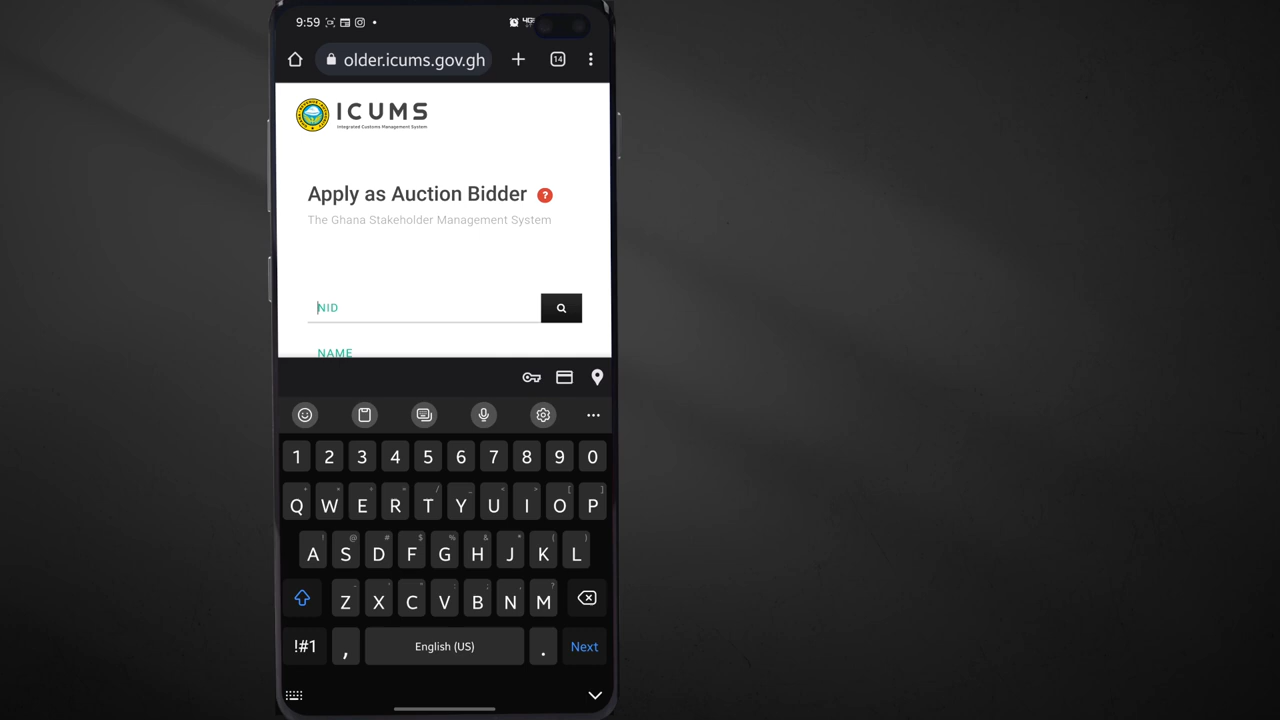 9:59
older.icums.gov.gh
14
ICUMS
Integrated Customs Management System
Apply as Auction Bidder ?
The Ghana Stakeholder Management System
NID
NAME
1 2 3 4 5 6 7 8 9 0
Q W E R T Y U I O P
A S D F G H J K L
Z X C V B N M
!#1 , English (US) . Next